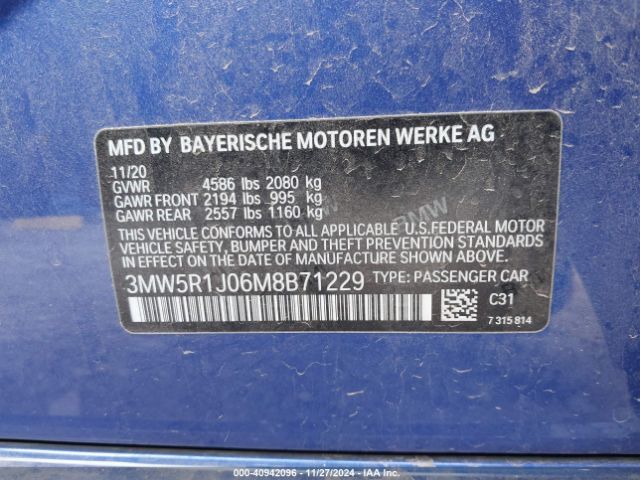 MFD BY BAYERISCHE MOTOREN WERKE AG
11/20
GVWR 4586 lbs 2080 kg
GAWR FRONT 2194 lbs 995 kg
GAWR REAR 2557 lbs 1160 kg
THIS VEHICLE CONFORMS TO ALL APPLICABLE U.S.FEDERAL MOTOR
VEHICLE SAFETY, BUMPER AND THEFT PREVENTION STANDARDS
IN EFFECT ON THE DATE OF MANUFACTURE SHOWN ABOVE.
3MW5R1J06M8B71229 TYPE: PASSENGER CAR
C31
7 315 814
000-40942096 - 11/27/2024 - IAA Inc.